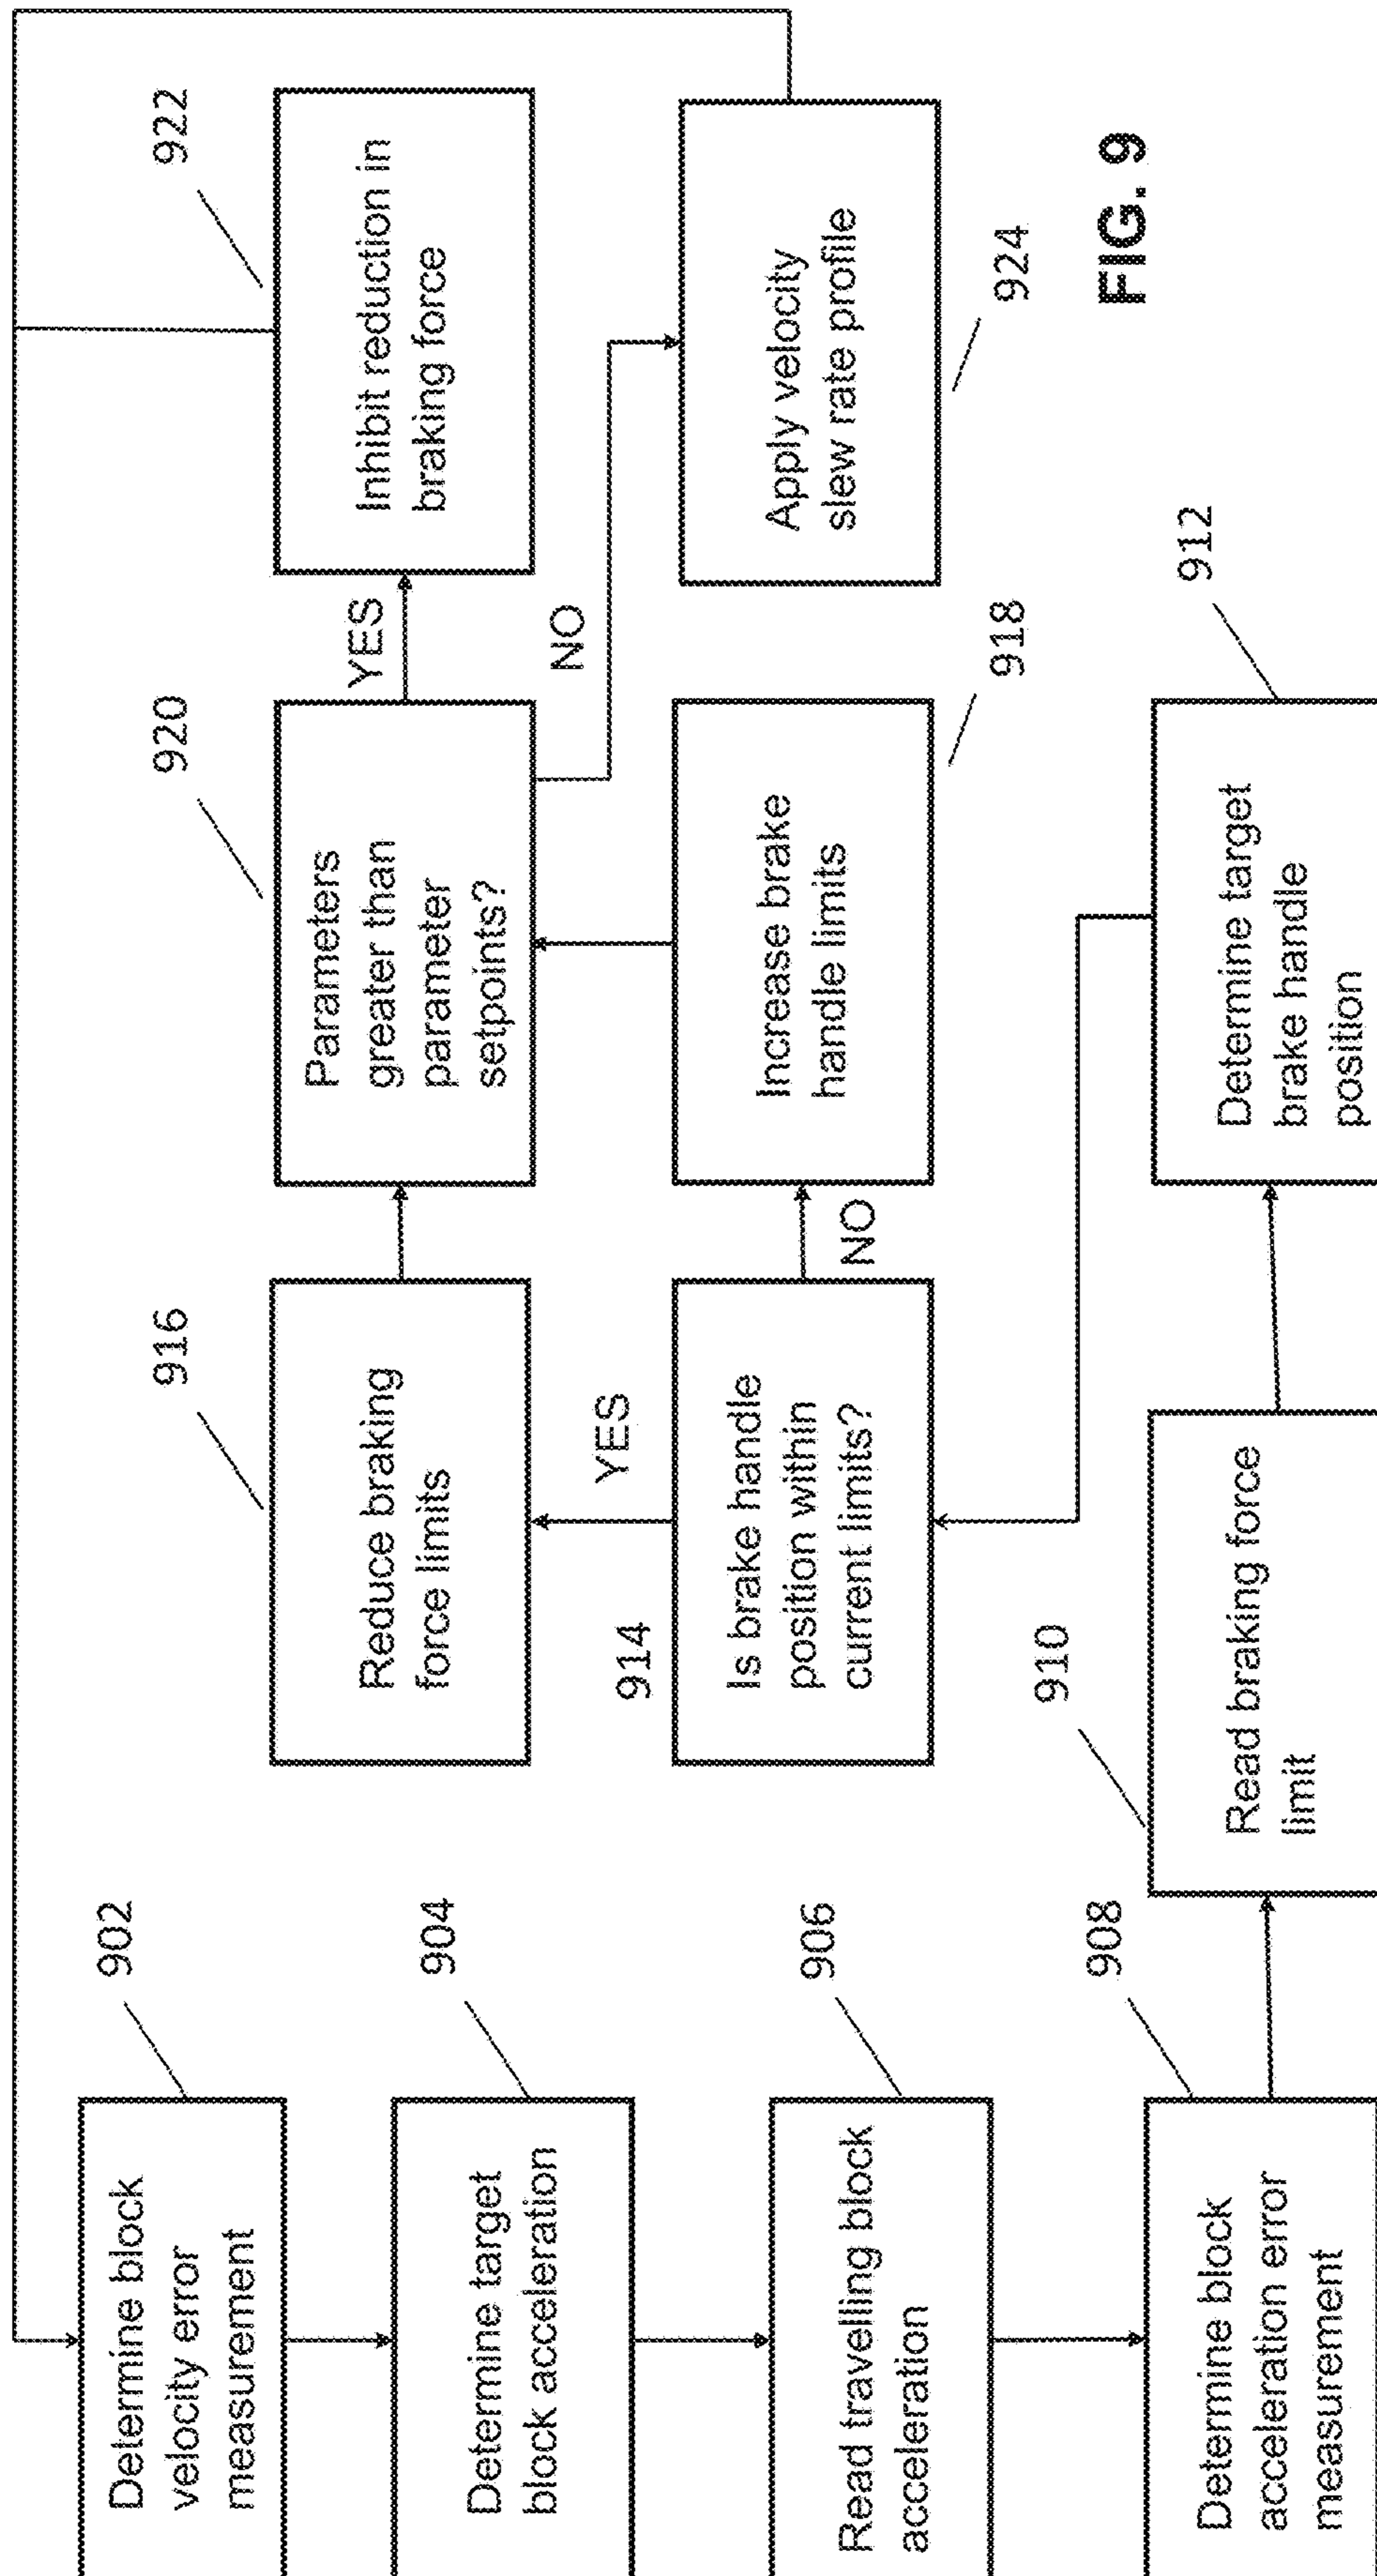 902
Determine block
velocity error
measurement
904
Determine target
block acceleration
906
Read travelling block
acceleration
908
Determine block
acceleration error
measurement
910
Read braking force
limit
912
Determine target
brake handle
position
914
Is brake handle
position within
current limits?
YES
NO
916
Reduce braking
force limits
918
Increase brake
handle limits
920
Parameters
greater than
parameter
setpoints?
YES
NO
922
Inhibit reduction in
braking force
924
Apply velocity
slew rate profile
FIG. 9